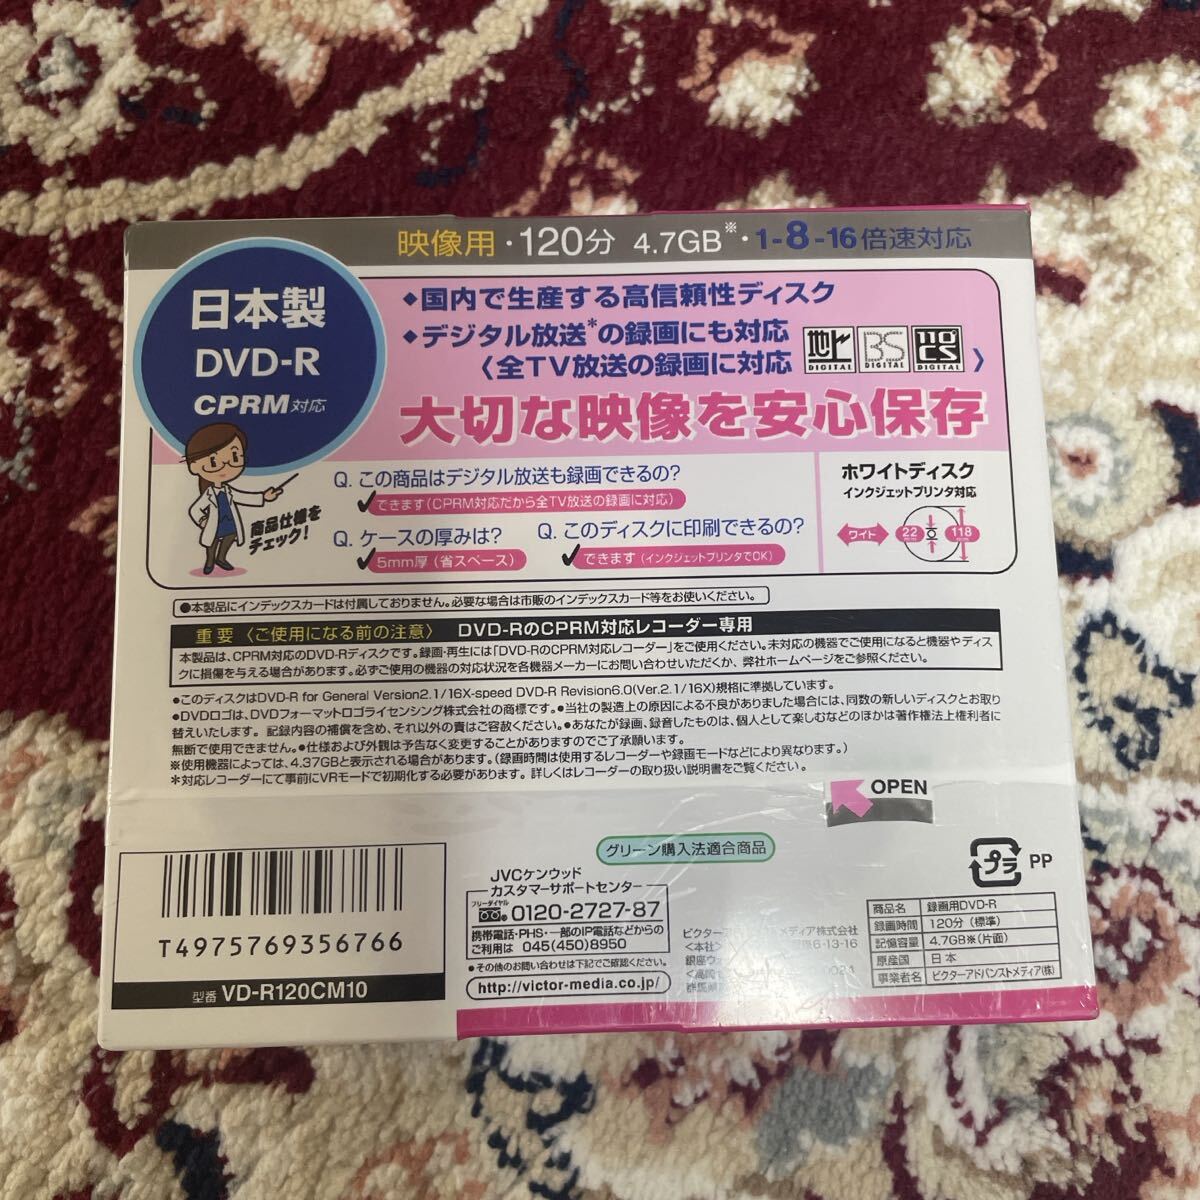 映像用・120分 4.7GB※・1-8-16倍速対応
日本製
DVD-R
CPRM対応
◆国内で生産する高信頼性ディスク
◆デジタル放送*の録画にも対応
〈全TV放送の録画に対応 地上 DIGITAL BS DIGITAL 110 CS DIGITAL〉
大切な映像を安心保存
商品仕様を
チェック!
Q. この商品はデジタル放送も録画できるの?
できます(CPRM対応だから全TV放送の録画に対応)
Q. ケースの厚みは?
5mm厚(省スペース)
Q. このディスクに印刷できるの?
できます(インクジェットプリンタでOK)
ホワイトディスク
インクジェットプリンタ対応
ワイド 22mm 118mm
●本製品にインデックスカードは付属しておりません。必要な場合は市販のインデックスカード等をお使いください。
重要〈ご使用になる前の注意〉 DVD-RのCPRM対応レコーダー専用
本製品は、CPRM対応のDVD-Rディスクです。録画・再生には「DVD-RのCPRM対応レコーダー」をご使用ください。未対応の機器でご使用になると機器やディス
クに損傷を与える場合があります。必ずご使用の機器の対応状況を各機器メーカーにお問い合わせいただくか、弊社ホームページをご参照ください。
●このディスクはDVD-R for General Version2.1/16X-speed DVD-R Revision6.0(Ver.2.1/16X)規格に準拠しています。
●DVDロゴは、DVDフォーマットロゴライセンシング株式会社の商標です。●当社の製造上の原因による不良がありました場合には、同数の新しいディスクとお取り
替えいたします。記録内容の補償を含め、それ以外の責はご容赦ください。●あなたが録画、録音したものは、個人として楽しむなどのほかは著作権法上権利者に
無断で使用できません。●仕様および外観は予告なく変更することがありますのでご了承願います。
※使用機器によっては、4.37GBと表示される場合があります。(録画時間は使用するレコーダーや録画モードなどにより異なります。)
*対応レコーダーにて事前にVRモードで初期化する必要があります。詳しくはレコーダーの取り扱い説明書をご覧ください。
OPEN
グリーン購入法適合商品
プラ PP
T4975769356766
型番 VD-R120CM10
JVCケンウッド
カスタマーサポートセンター
フリーダイヤル
0120-2727-87
携帯電話・PHS・一部のIP電話などからの
ご利用は 045(450)8950
●その他のお問い合わせは下記でご確認ください。
http://victor-media.co.jp/
ビクターア メディア株式会社
<本社> 6-13-16
銀座ウ
<高崎
群馬県
商品名 録画用DVD-R
録画時間 120分(標準)
記憶容量 4.7GB※(片面)
原産国 日本
事業者名 ビクターアドバンストメディア(株)